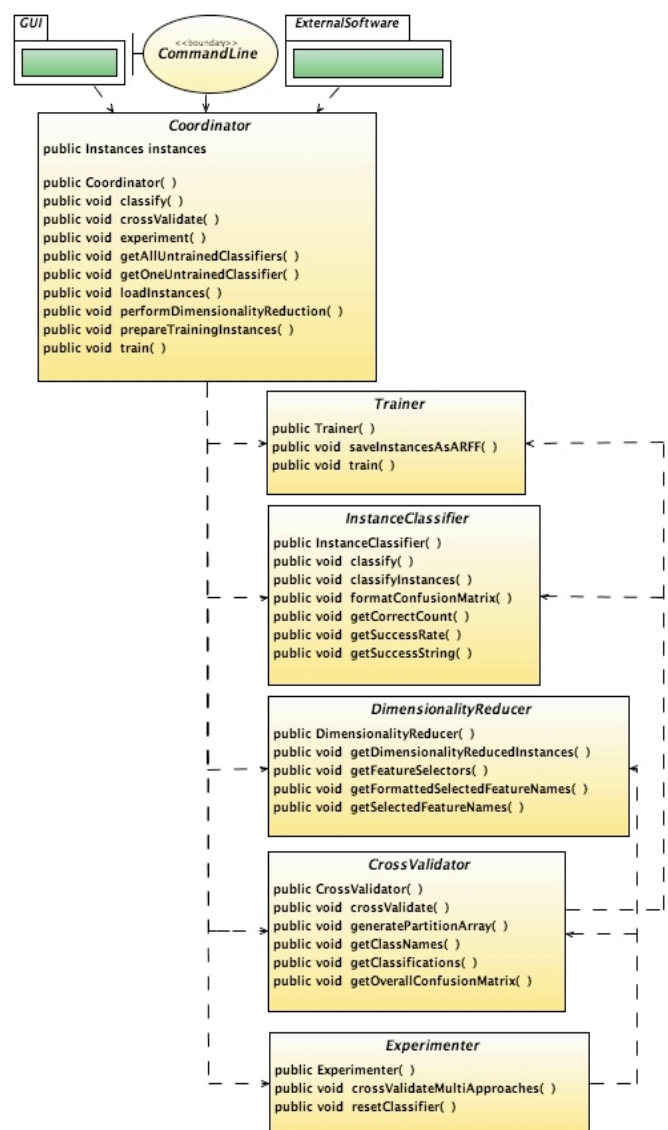 GUI
<<boundary>>
CommandLine
ExternalSoftware
Coordinator
public Instances instances
public Coordinator( )
public void classify( )
public void crossValidate( )
public void experiment( )
public void getAllUntrainedClassifiers( )
public void getOneUntrainedClassifier( )
public void loadInstances( )
public void performDimensionalityReduction( )
public void prepareTrainingInstances( )
public void train( )
Trainer
public Trainer( )
public void saveInstancesAsARFF( )
public void train( )
InstanceClassifier
public InstanceClassifier( )
public void classify( )
public void classifyInstances( )
public void formatConfusionMatrix( )
public void getCorrectCount( )
public void getSuccessRate( )
public void getSuccessString( )
DimensionalityReducer
public DimensionalityReducer( )
public void getDimensionalityReducedInstances( )
public void getFeatureSelectors( )
public void getFormattedSelectedFeatureNames( )
public void getSelectedFeatureNames( )
CrossValidator
public CrossValidator( )
public void crossValidate( )
public void generatePartitionArray( )
public void getClassNames( )
public void getClassifications( )
public void getOverallConfusionMatrix( )
Experimenter
public Experimenter( )
public void crossValidateMultiApproaches( )
public void resetClassifier( )